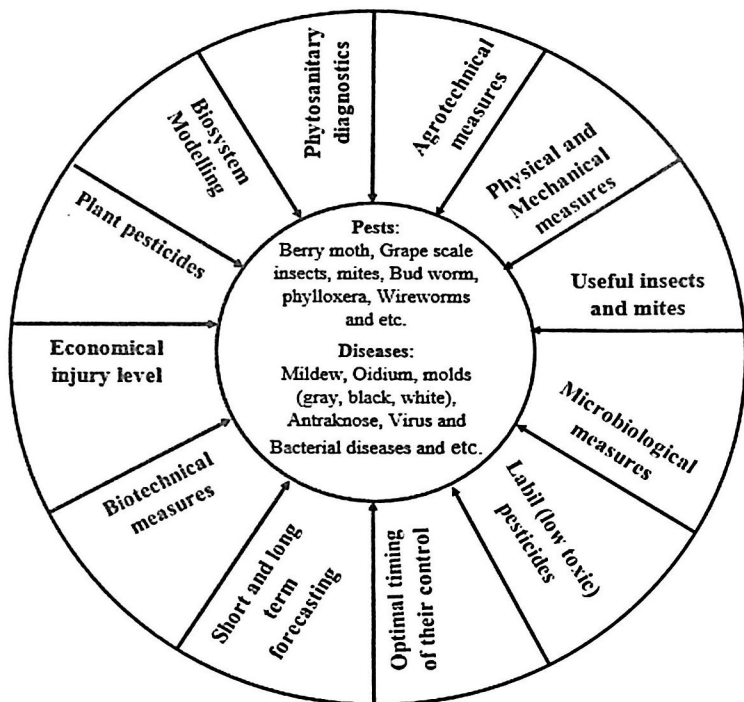 Phytosanitary
diagnostics
Agrotechnical
measures
Physical and
Mechanical
measures
Useful insects
and mites
Microbiological
measures
Labil (low toxic)
pesticides
Optimal timing
of their control
Short and long
term
forecasting
Biotechnical
measures
Economical
injury level
Plant pesticides
Biosystem
Modelling
Pests:
Berry moth, Grape scale
insects, mites, Bud worm,
phylloxera, Wireworms
and etc.
Diseases:
Mildew, Oidium, molds
(gray, black, white),
Antraknose, Virus and
Bacterial diseases and etc.